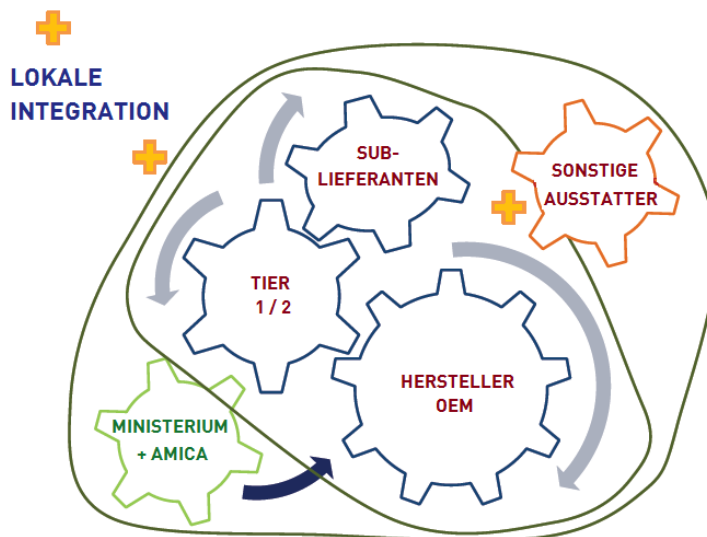 LOKALE
INTEGRATION
SUB-
LIEFERANTEN
SONSTIGE
AUSSTATTER
TIER
1 / 2
HERSTELLER
OEM
MINISTERIUM
+ AMICA